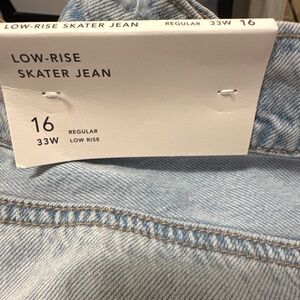 LOW-RISE SKATER JEAN REGULAR 33W 16
LOW-RISE
SKATER JEAN
16 REGULAR
33W LOW RISE